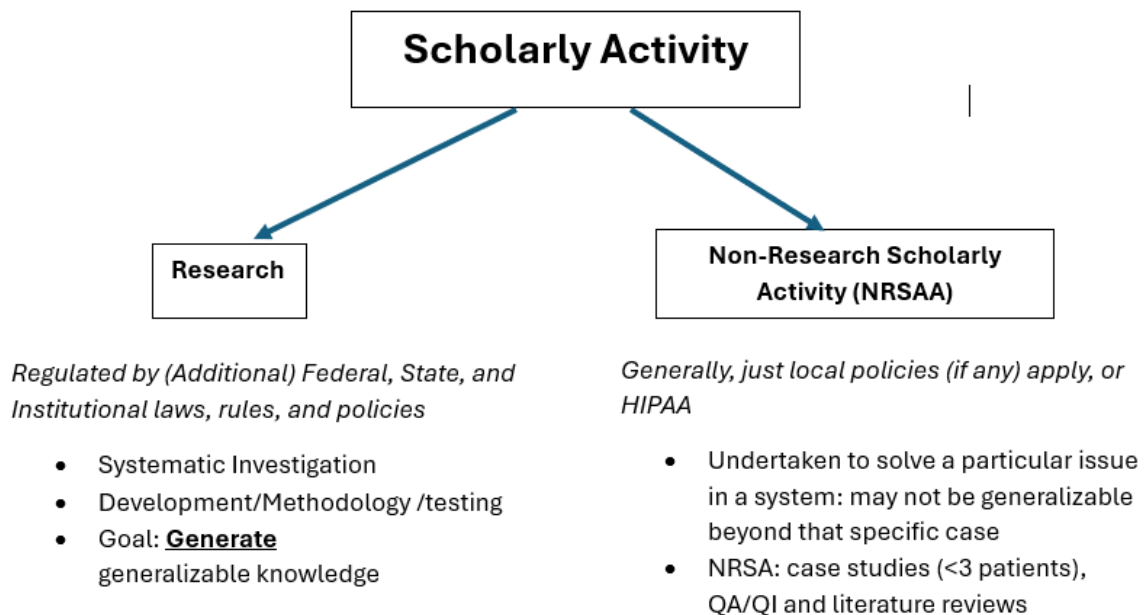 Scholarly Activity
Research
Non-Research Scholarly
Activity (NRSAA)
Regulated by (Additional) Federal, State, and
Institutional laws, rules, and policies
• Systematic Investigation
• Development/Methodology /testing
• Goal: Generate
generalizable knowledge
Generally, just local policies (if any) apply, or
HIPAA
• Undertaken to solve a particular issue
in a system: may not be generalizable
beyond that specific case
• NRSA: case studies (<3 patients),
QA/QI and literature reviews